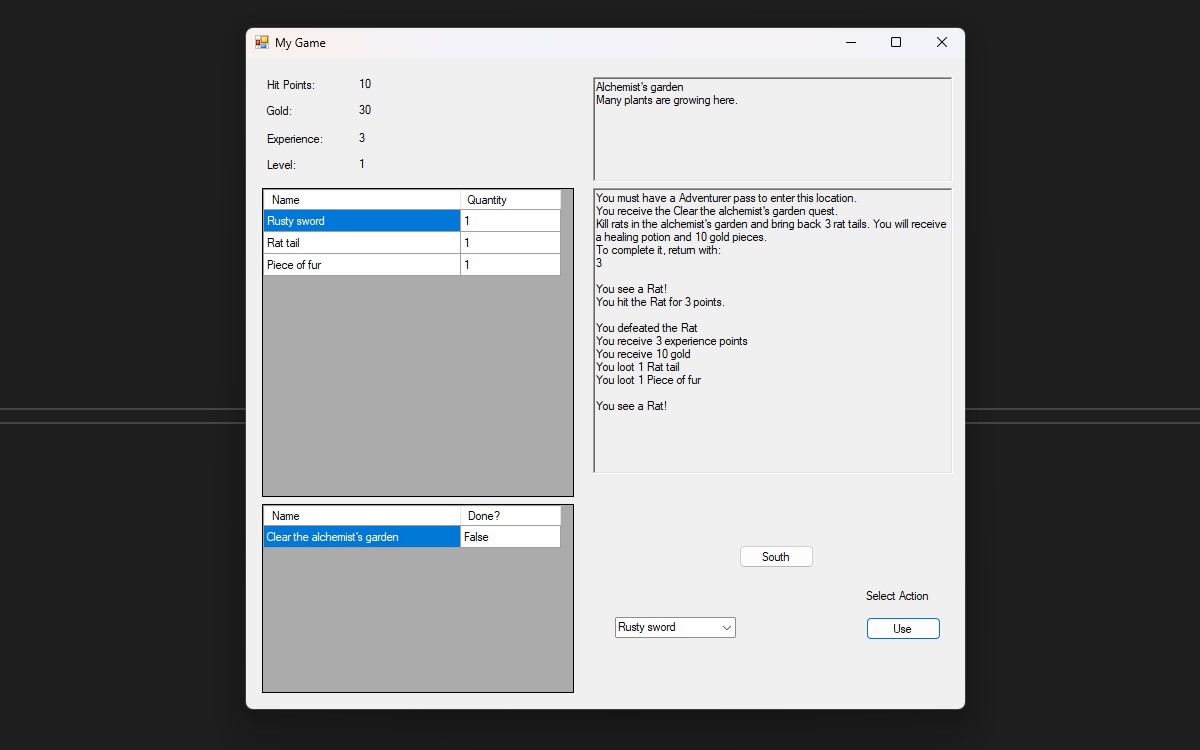 My Game
Hit Points: 10
Gold: 30
Experience: 3
Level: 1
Name Quantity
Rusty sword 1
Rat tail 1
Piece of fur 1
Name Done?
Clear the alchemist's garden False
Alchemist's garden
Many plants are growing here.
You must have a Adventurer pass to enter this location.
You receive the Clear the alchemist's garden quest.
Kill rats in the alchemist's garden and bring back 3 rat tails. You will receive
a healing potion and 10 gold pieces.
To complete it, return with:
3
You see a Rat!
You hit the Rat for 3 points.
You defeated the Rat
You receive 3 experience points
You receive 10 gold
You loot 1 Rat tail
You loot 1 Piece of fur
You see a Rat!
South
Select Action
Rusty sword
Use